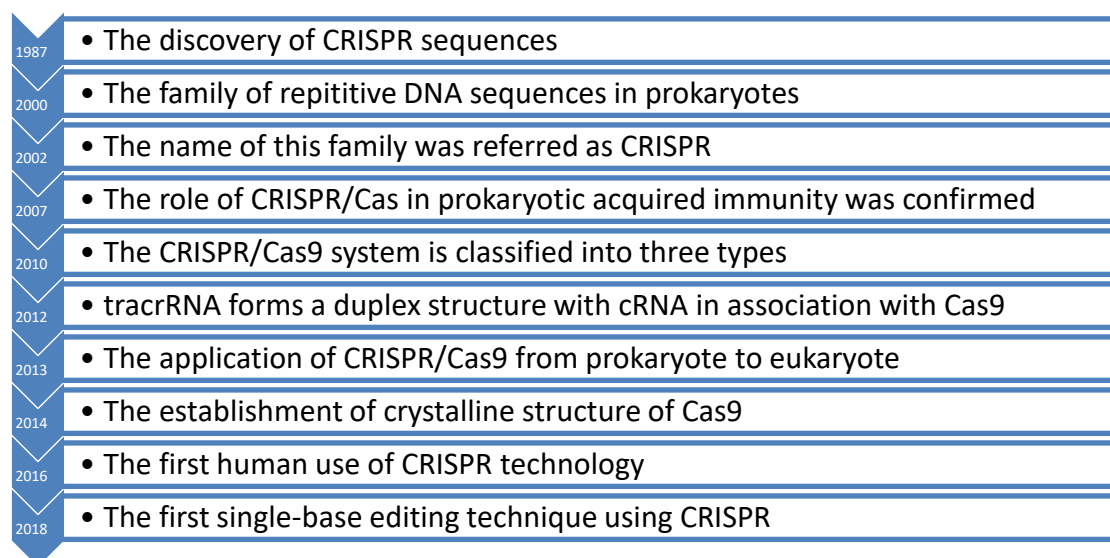 1987 • The discovery of CRISPR sequences
2000 • The family of repititive DNA sequences in prokaryotes
2002 • The name of this family was referred as CRISPR
2007 • The role of CRISPR/Cas in prokaryotic acquired immunity was confirmed
2010 • The CRISPR/Cas9 system is classified into three types
2012 • tracrRNA forms a duplex structure with cRNA in association with Cas9
2013 • The application of CRISPR/Cas9 from prokaryote to eukaryote
2014 • The establishment of crystalline structure of Cas9
2016 • The first human use of CRISPR technology
2018 • The first single-base editing technique using CRISPR